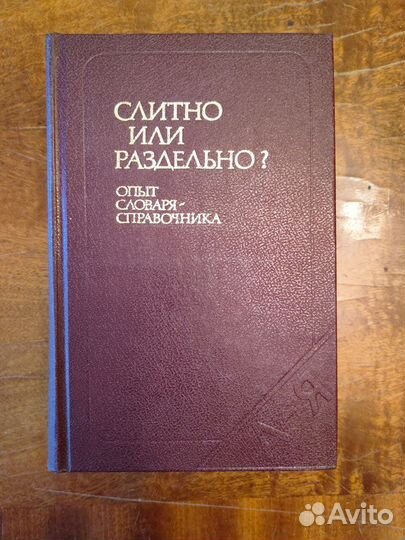 СЛИТНО
ИЛИ
РАЗДЕЛЬНО?
ОПЫТ
СЛОВАРЯ-
СПРАВОЧНИКА
А-Я
Avito